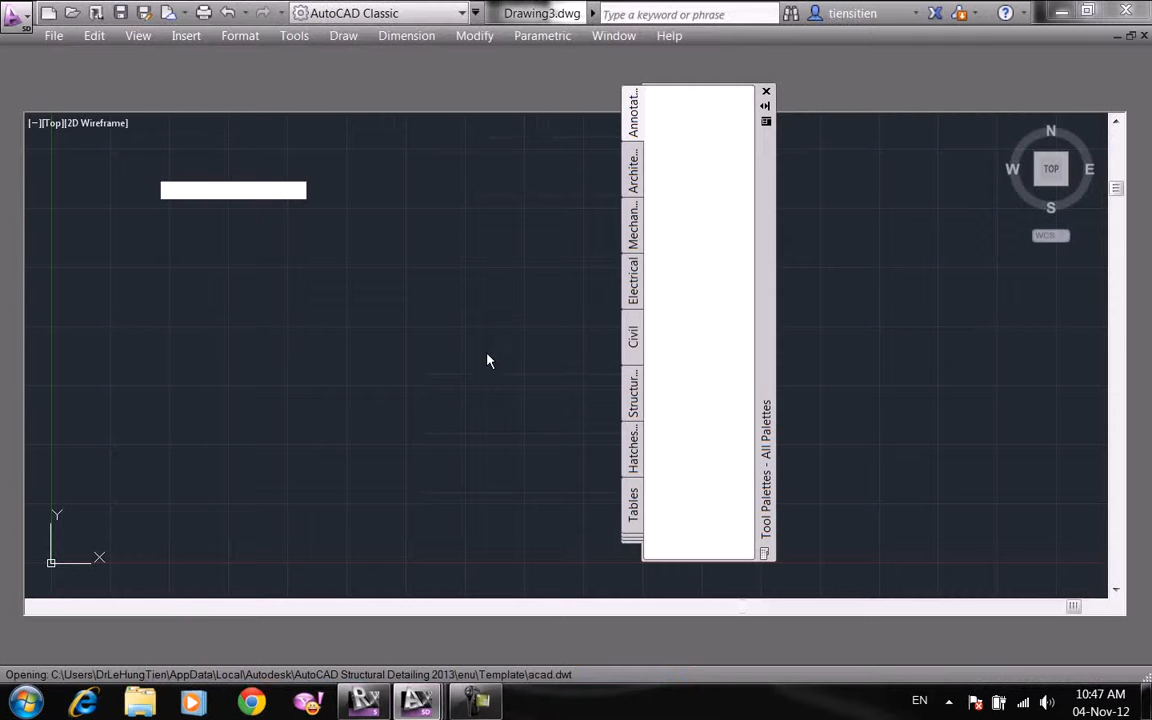 SD
AutoCAD Classic
Drawing3.dwg
Type a keyword or phrase
tiensitien
File Edit View Insert Format Tools Draw Dimension Modify Parametric Window Help
[−][Top][2D Wireframe]
Annotat...
Archite...
Mechan...
Electrical
Civil
Structur...
Hatches...
Tables
Tool Palettes - All Palettes
N
W TOP E
S
WCS
Y
X
Opening: C:\Users\DrLeHungTien\AppData\Local\Autodesk\AutoCAD Structural Detailing 2013\enu\Template\acad.dwt
EN
10:47 AM
04-Nov-12